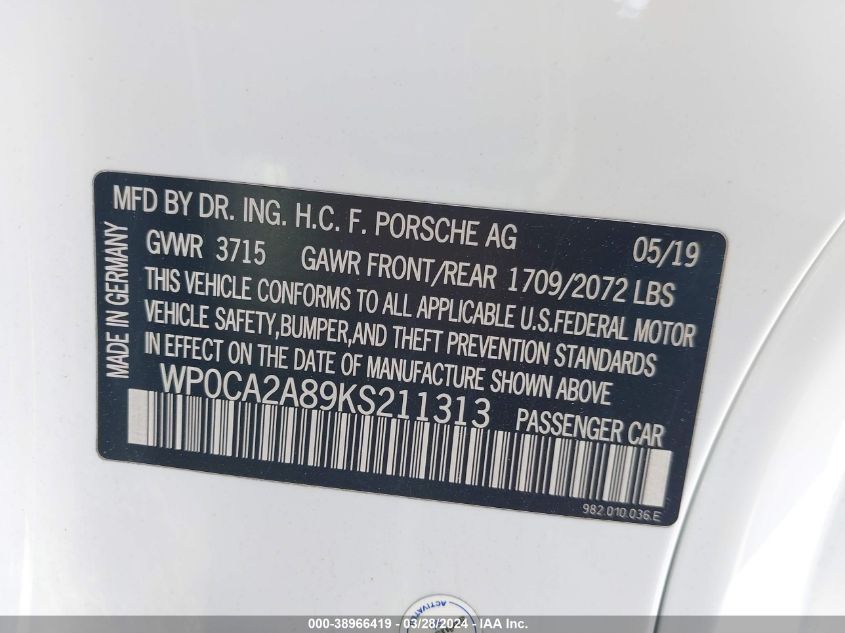 MFD BY DR. ING. H.C. F. PORSCHE AG 05/19
GVWR 3715 GAWR FRONT/REAR 1709/2072 LBS
THIS VEHICLE CONFORMS TO ALL APPLICABLE U.S.FEDERAL MOTOR
VEHICLE SAFETY,BUMPER,AND THEFT PREVENTION STANDARDS
IN EFFECT ON THE DATE OF MANUFACTURE SHOWN ABOVE
WP0CA2A89KS211313 PASSENGER CAR
982.010.036.E
MADE IN GERMANY
ACTIVAT
000-38966419 - 03/28/2024 - IAA Inc.